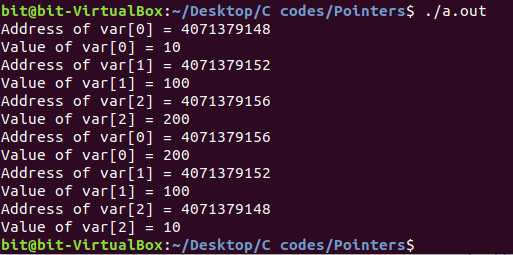 bit@bit-VirtualBox:~/Desktop/C codes/Pointers$ ./a.out
Address of var[0] = 4071379148
Value of var[0] = 10
Address of var[1] = 4071379152
Value of var[1] = 100
Address of var[2] = 4071379156
Value of var[2] = 200
Address of var[0] = 4071379156
Value of var[0] = 200
Address of var[1] = 4071379152
Value of var[1] = 100
Address of var[2] = 4071379148
Value of var[2] = 10
bit@bit-VirtualBox:~/Desktop/C codes/Pointers$